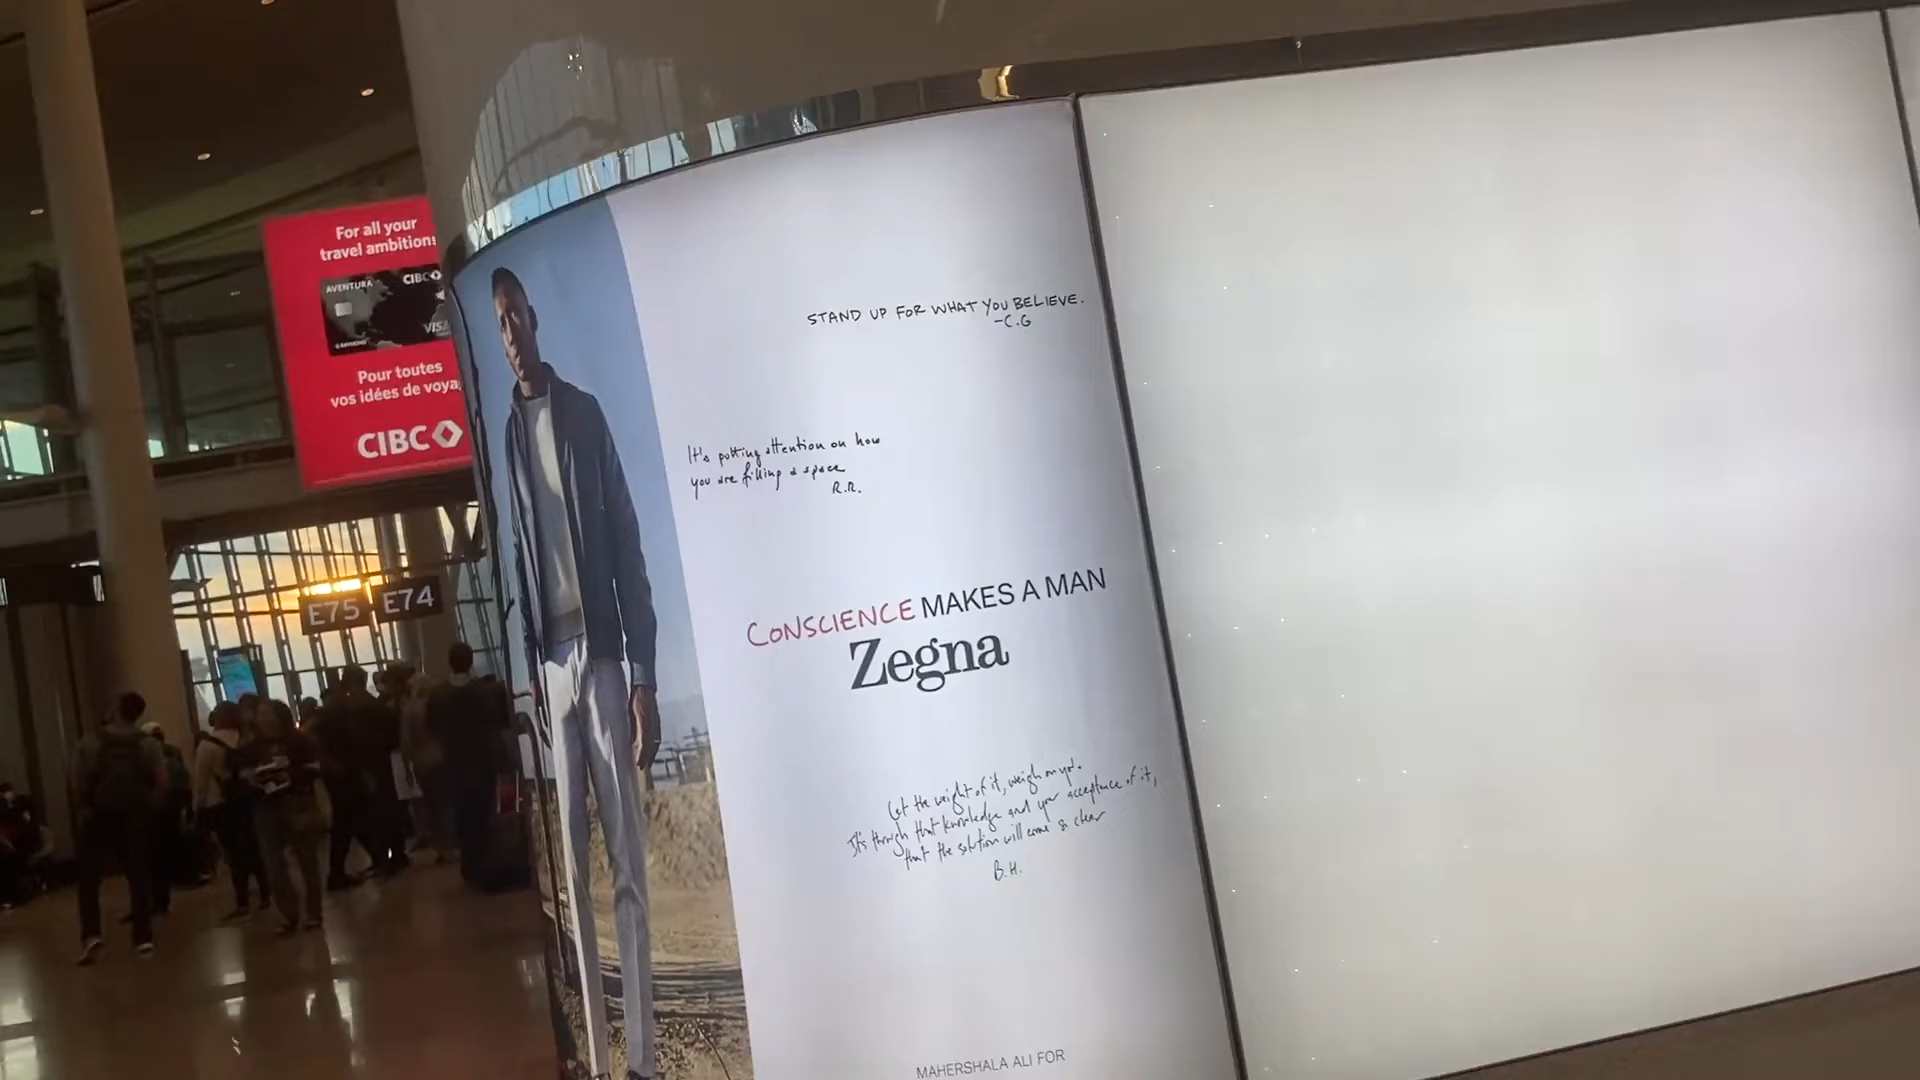 For all your
travel ambitions
AVENTURA
CIBC
VISA
Pour toutes
vos idées de voya
CIBC
E75
E74
STAND UP FOR WHAT YOU BELIEVE.
-C.G
It's putting attention on how
you are filling a space
R.R.
CONSCIENCE MAKES A MAN
Zegna
Let the weight of it, weigh on you.
It's through that knowledge and your acceptance of it,
that the solution will come so clear
B.H.
MAHERSHALA ALI FOR